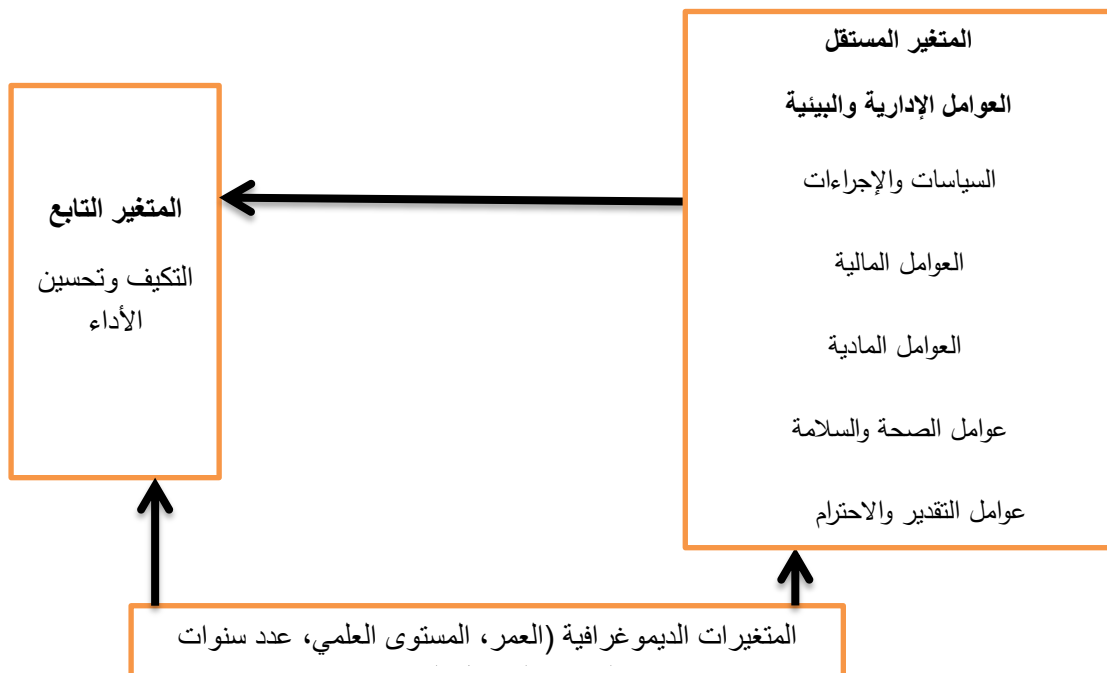 المتغير المستقل
العوامل الإدارية والبيئية
السياسات والإجراءات
العوامل المالية
العوامل المادية
عوامل الصحة والسلامة
عوامل التقدير والاحترام
المتغير التابع
التكيف وتحسين
الأداء
المتغيرات الديموغرافية (العمر، المستوى العلمي، عدد سنوات